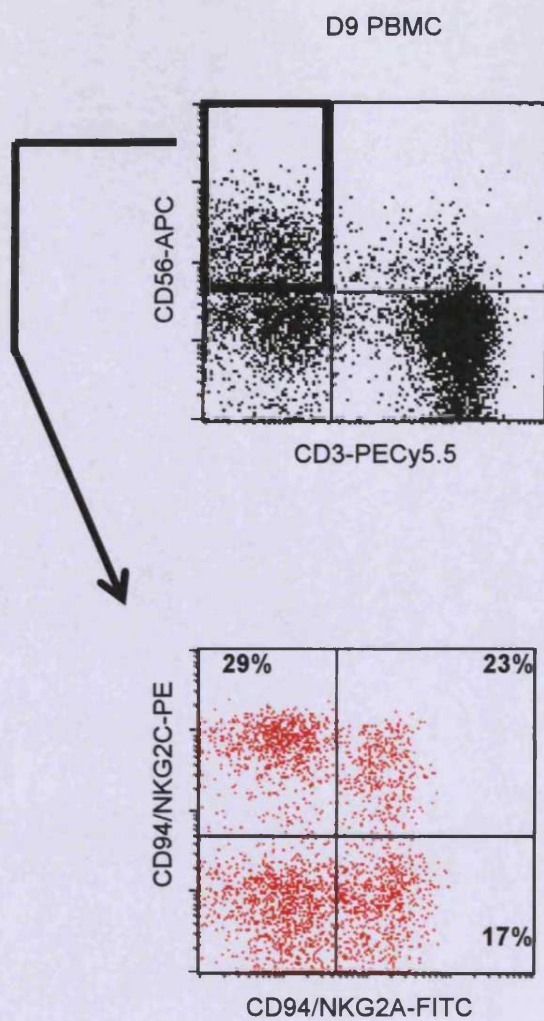 D9 PBMC
CD56-APC
CD3-PECy5.5
29%
23%
CD94/NKG2C-PE
17%
CD94/NKG2A-FITC